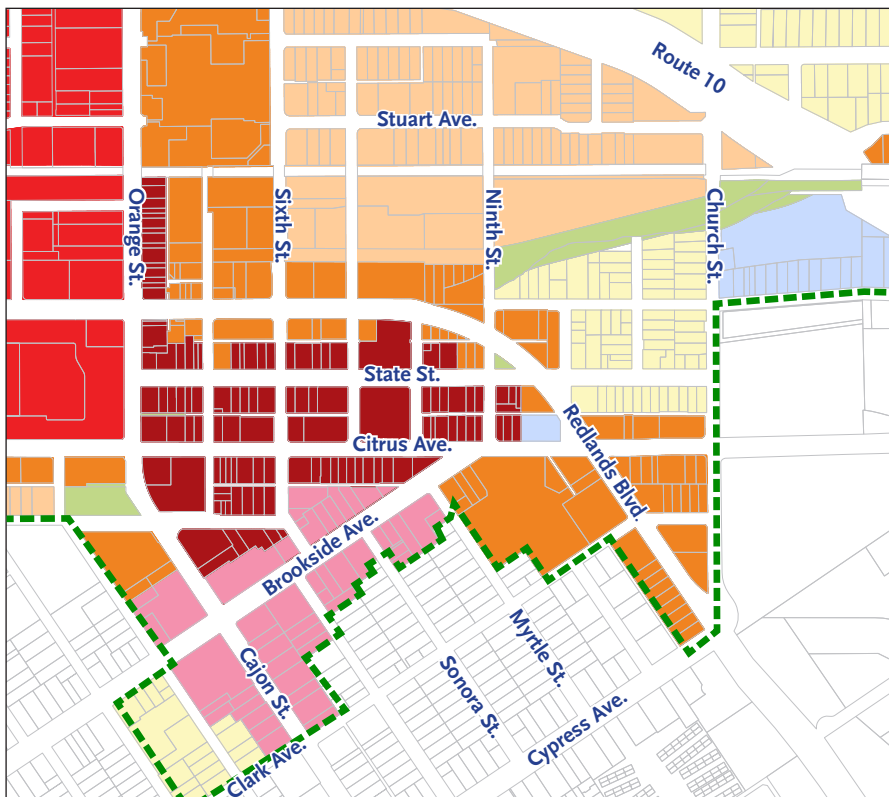 Route 10
Stuart Ave.
Orange St.
Sixth St.
Ninth St.
Church St.
State St.
Citrus Ave.
Redlands Blvd.
Brookside Ave.
Cajon St.
Sonora St.
Myrtle St.
Cypress Ave.
Clark Ave.